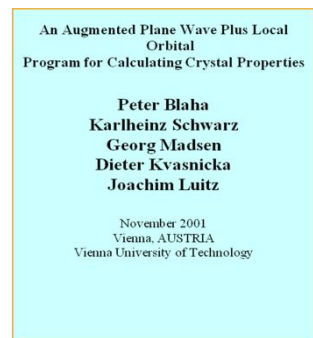 An Augmented Plane Wave Plus Local
Orbital
Program for Calculating Crystal Properties
Peter Blaha
Karlheinz Schwarz
Georg Madsen
Dieter Kvasnicka
Joachim Luitz
November 2001
Vienna, AUSTRIA
Vienna University of Technology